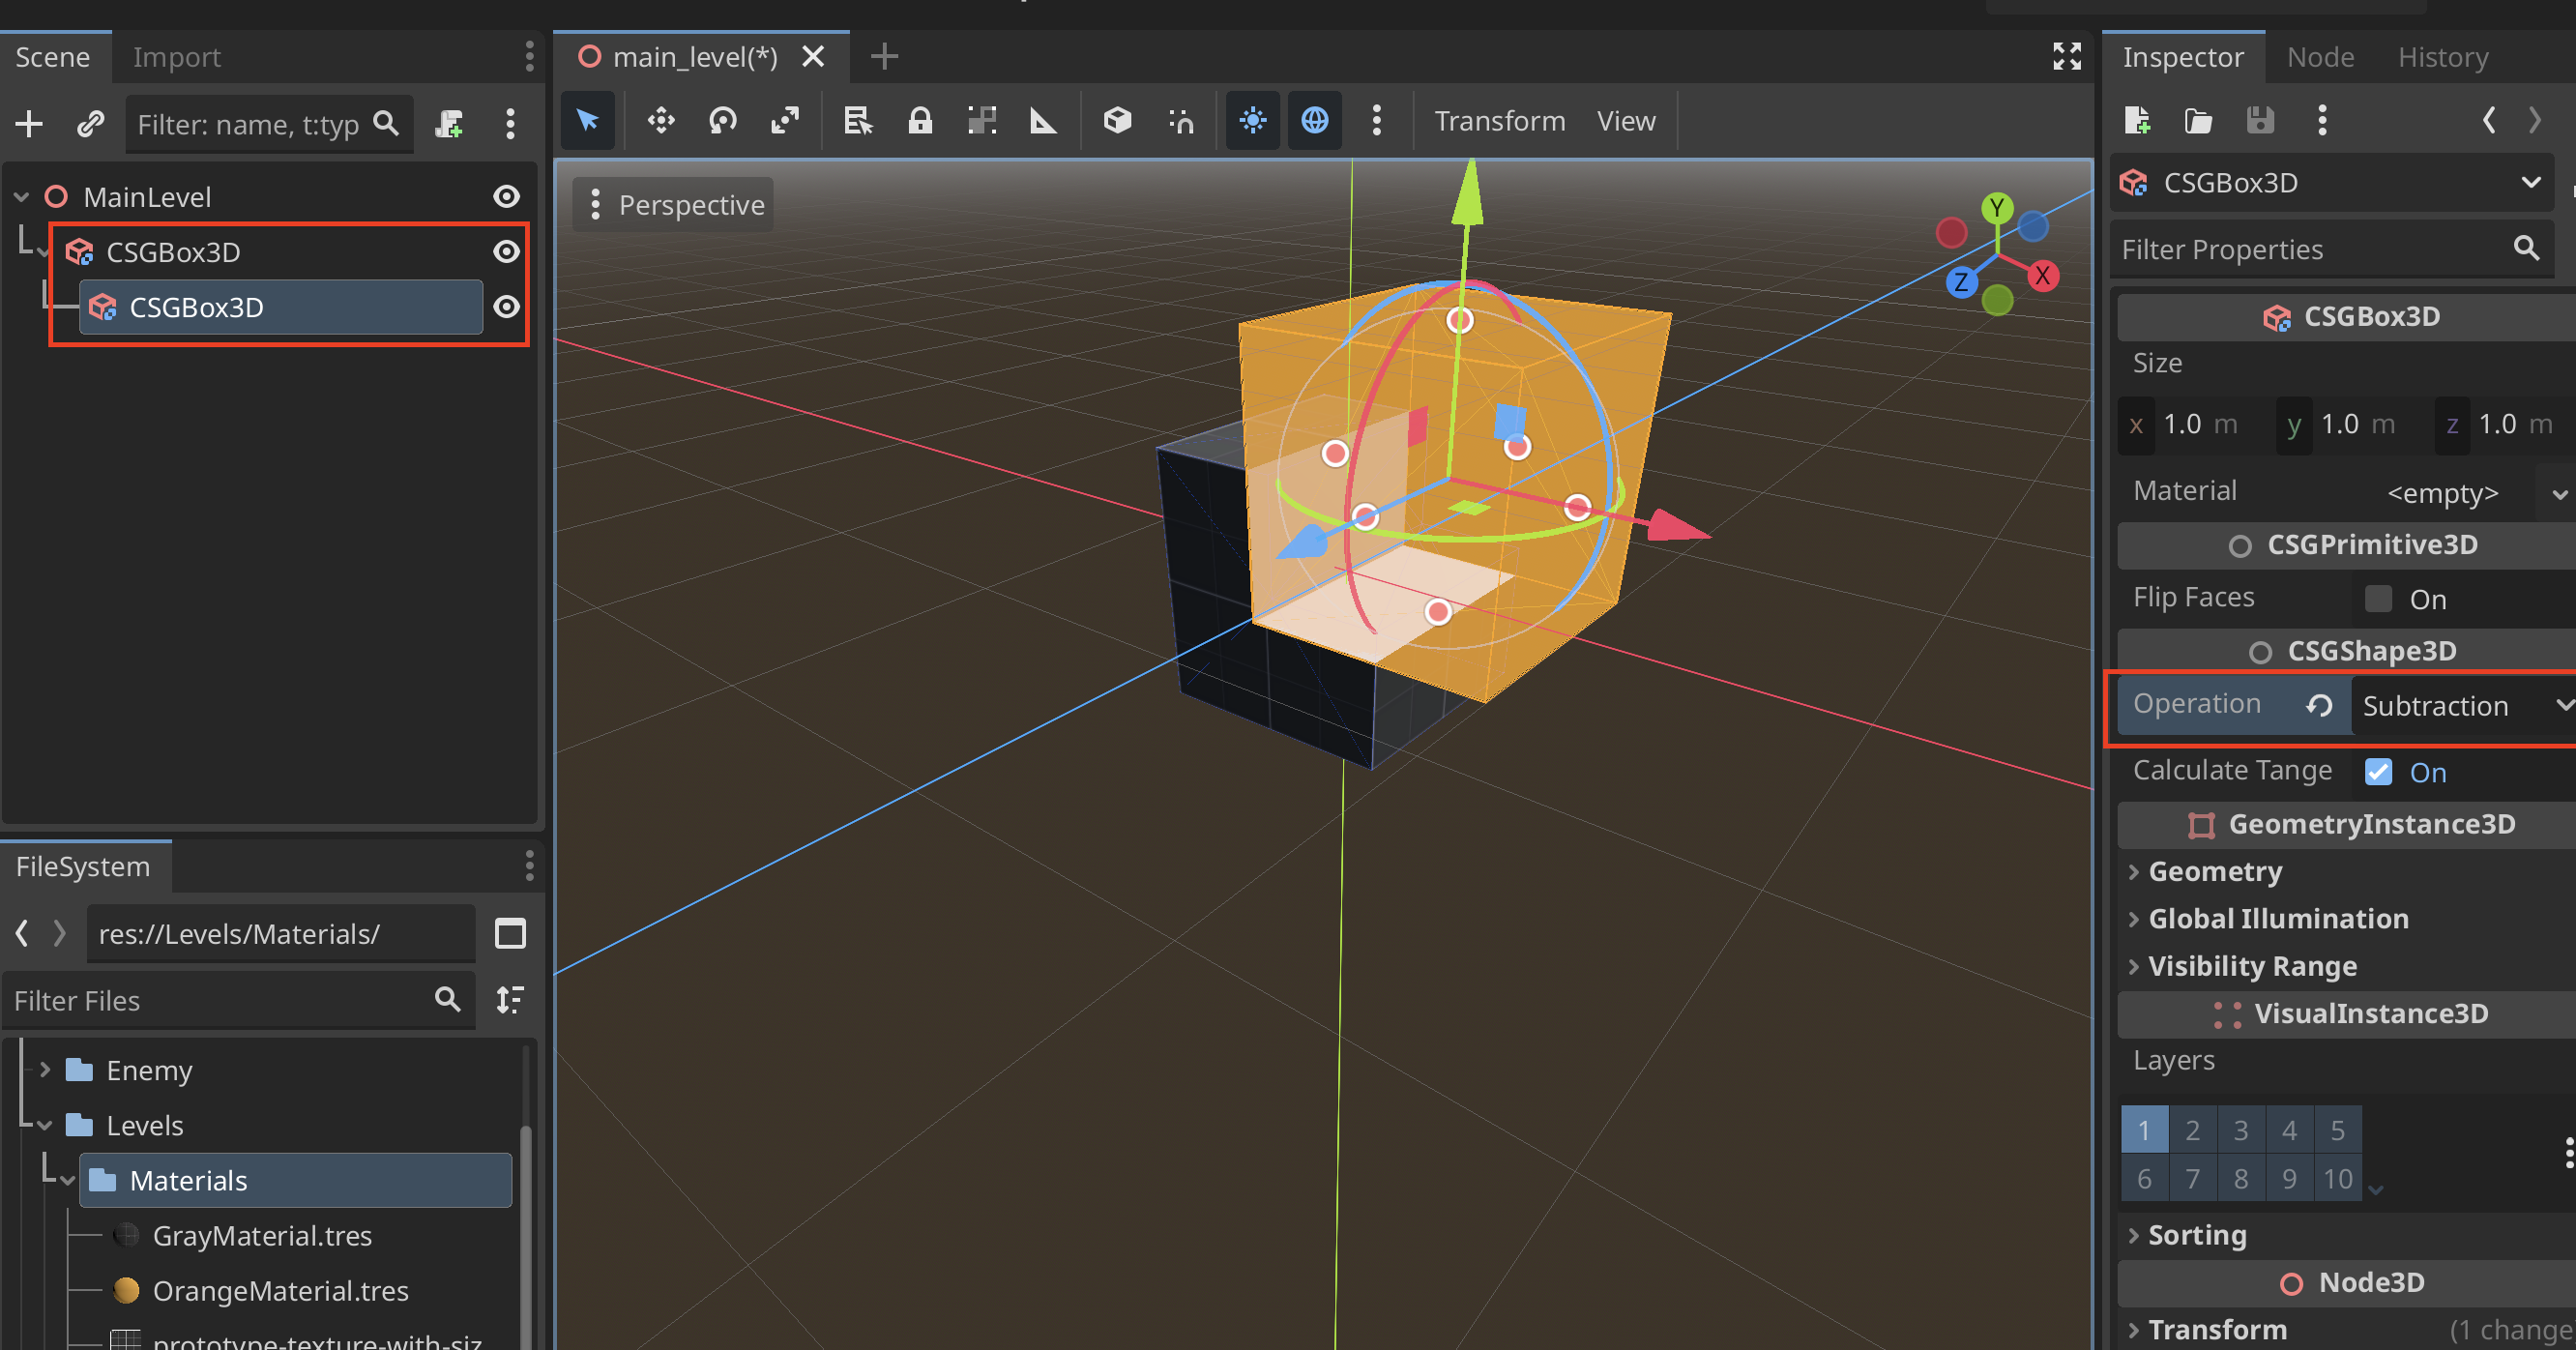 Scene Import
Filter: name, t:typ
MainLevel
CSGBox3D
CSGBox3D
FileSystem
res://Levels/Materials/
Filter Files
Enemy
Levels
Materials
GrayMaterial.tres
OrangeMaterial.tres
prototype-texture-with-siz
main_level(*)
Transform View
Perspective
Y
Z
X
Inspector Node History
CSGBox3D
Filter Properties
CSGBox3D
Size
x 1.0 m y 1.0 m z 1.0 m
Material <empty>
CSGPrimitive3D
Flip Faces On
CSGShape3D
Operation Subtraction
Calculate Tange On
GeometryInstance3D
Geometry
Global Illumination
Visibility Range
VisualInstance3D
Layers
1 2 3 4 5
6 7 8 9 10
Sorting
Node3D
Transform (1 change